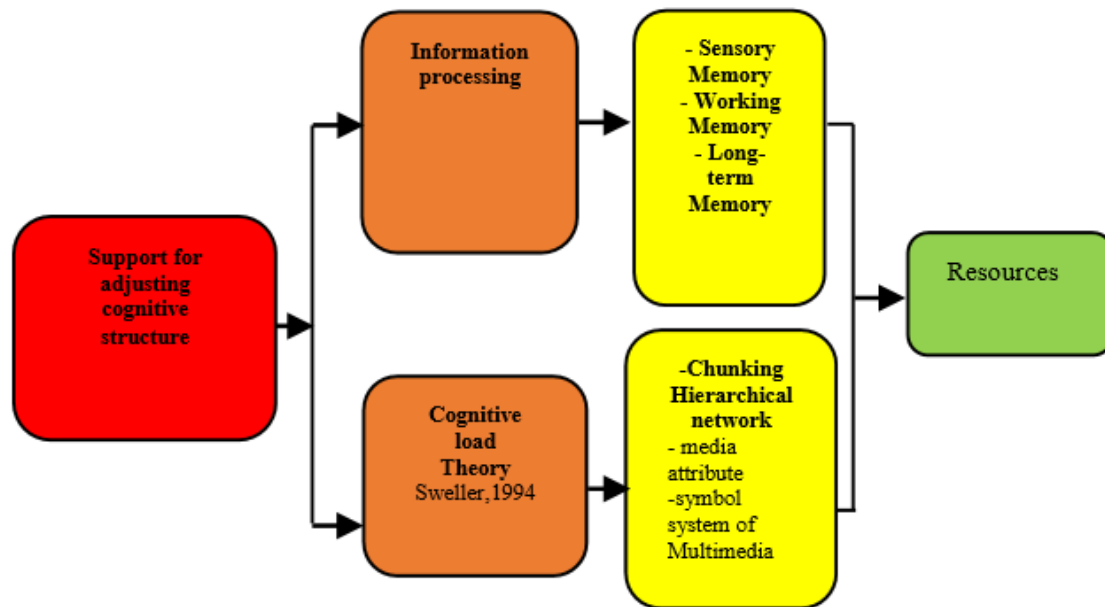 Support for
adjusting
cognitive
structure
Information
processing
- Sensory
Memory
- Working
Memory
- Long-
term
Memory
Cognitive
load
Theory
Sweller,1994
-Chunking
Hierarchical
network
- media
attribute
-symbol
system of
Multimedia
Resources